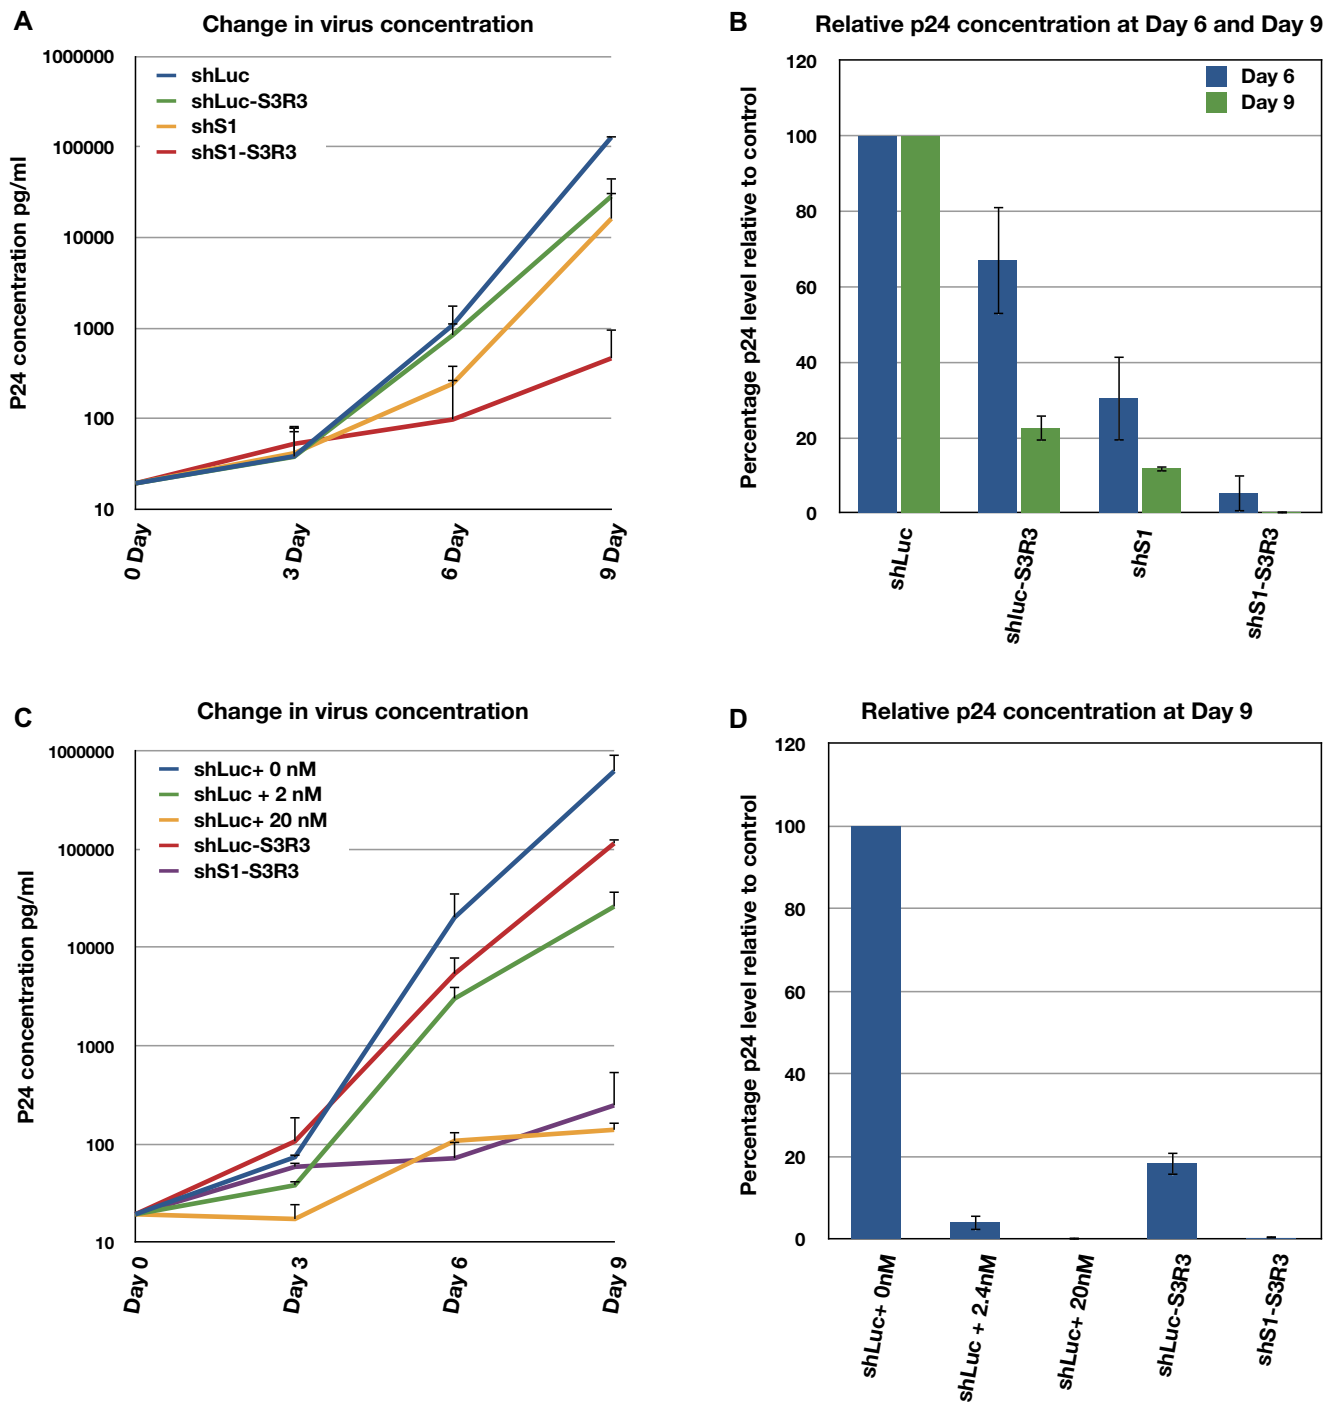 A
Change in virus concentration
P24 concentration pg/ml
1000000
100000
10000
1000
100
10
shLuc
shLuc-S3R3
shS1
shS1-S3R3
0 Day
3 Day
6 Day
9 Day
B
Relative p24 concentration at Day 6 and Day 9
Percentage p24 level relative to control
120
100
80
60
40
20
0
Day 6
Day 9
shLuc
shluc-S3R3
shS1
shS1-S3R3
C
Change in virus concentration
P24 concentration pg/ml
1000000
100000
10000
1000
100
10
shLuc+ 0 nM
shLuc + 2 nM
shLuc+ 20 nM
shLuc-S3R3
shS1-S3R3
Day 0
Day 3
Day 6
Day 9
D
Relative p24 concentration at Day 9
Percentage p24 level relative to control
120
100
80
60
40
20
0
shLuc+ 0nM
shLuc + 2.4nM
shLuc+ 20nM
shLuc-S3R3
shS1-S3R3